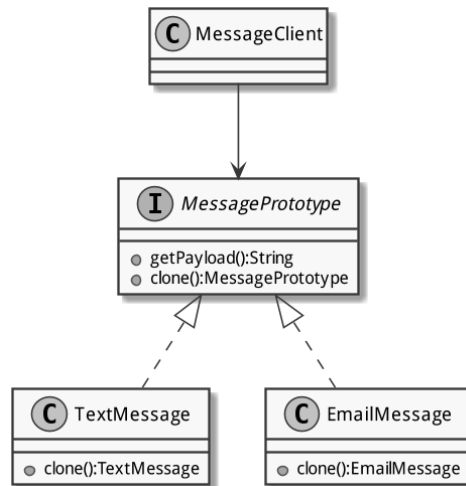 C MessageClient
I MessagePrototype
getPayload():String
clone():MessagePrototype
C TextMessage
clone():TextMessage
C EmailMessage
clone():EmailMessage